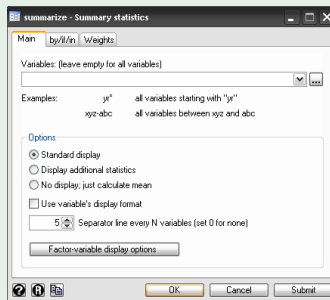 summarize - Summary statistics
Main by/if/in Weights
Variables: (leave empty for all variables)
...
Examples: yr* all variables starting with "yr"
xyz-abc all variables between xyz and abc
Options
Standard display
Display additional statistics
No display; just calculate mean
Use variable's display format
5 Separator line every N variables (set 0 for none)
Factor-variable display options
? R OK Cancel Submit